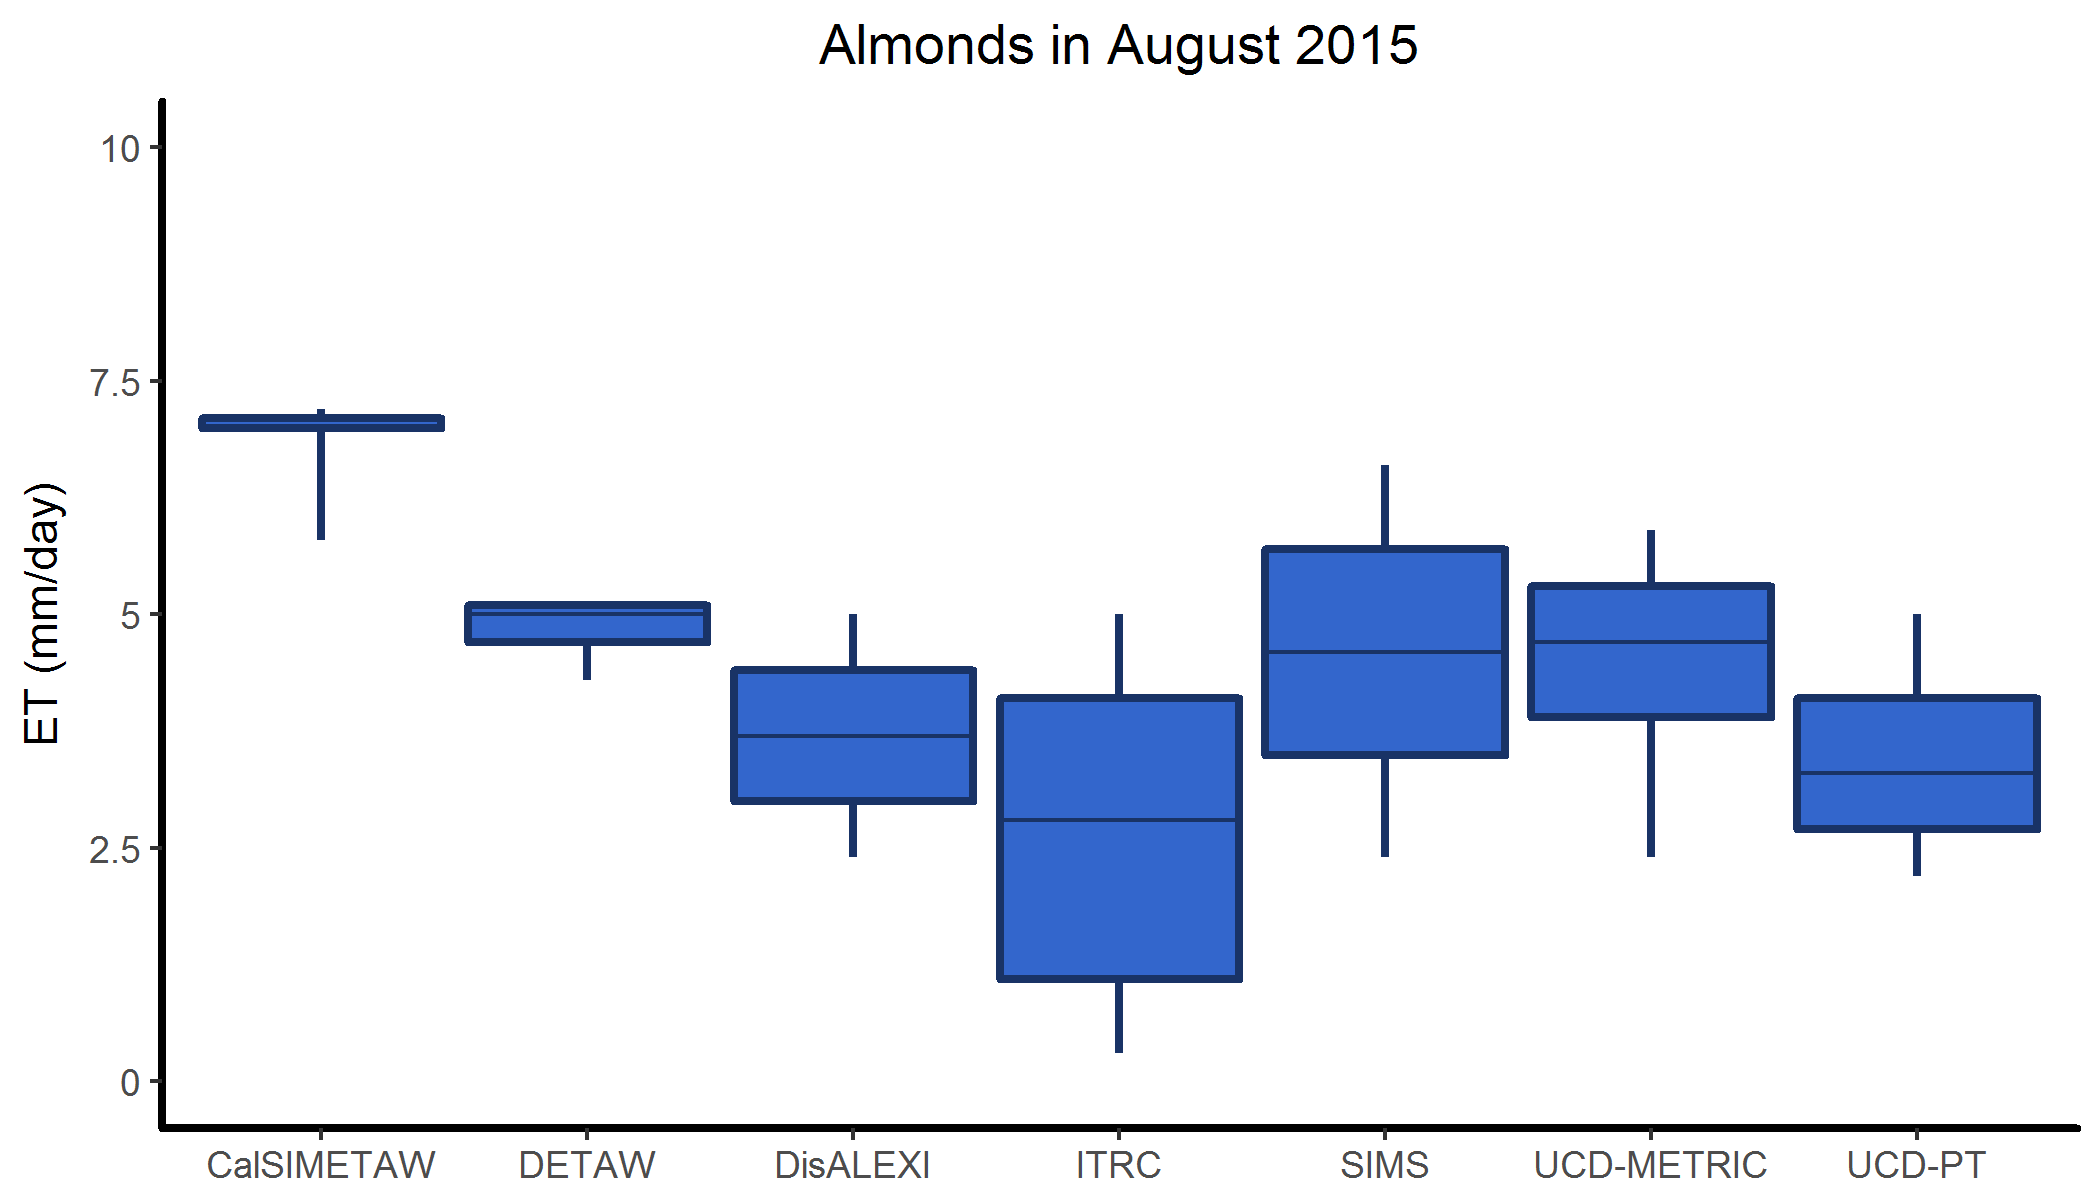 Almonds in August 2015
ET (mm/day)
10
7.5
5
2.5
0
CalSIMETAW DETAW DisALEXI ITRC SIMS UCD-METRIC UCD-PT